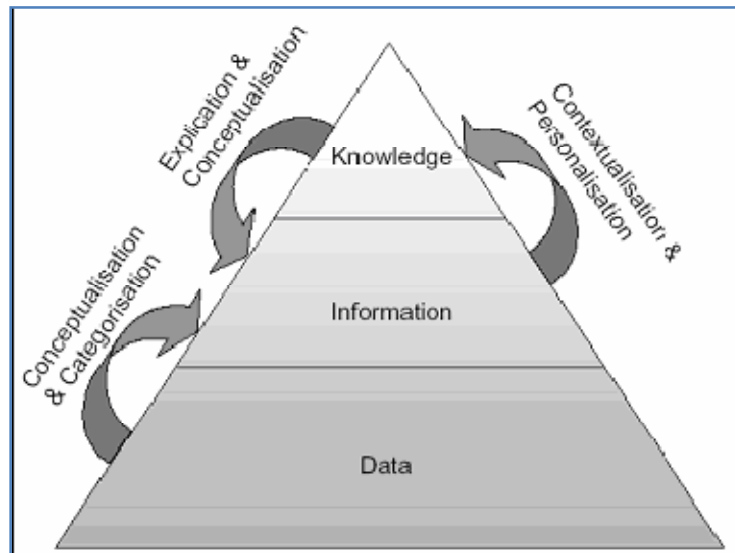 Explication &
Conceptualisation
Contextualisation &
Personalisation
Knowledge
Conceptualisation
& Categorisation
Information
Data